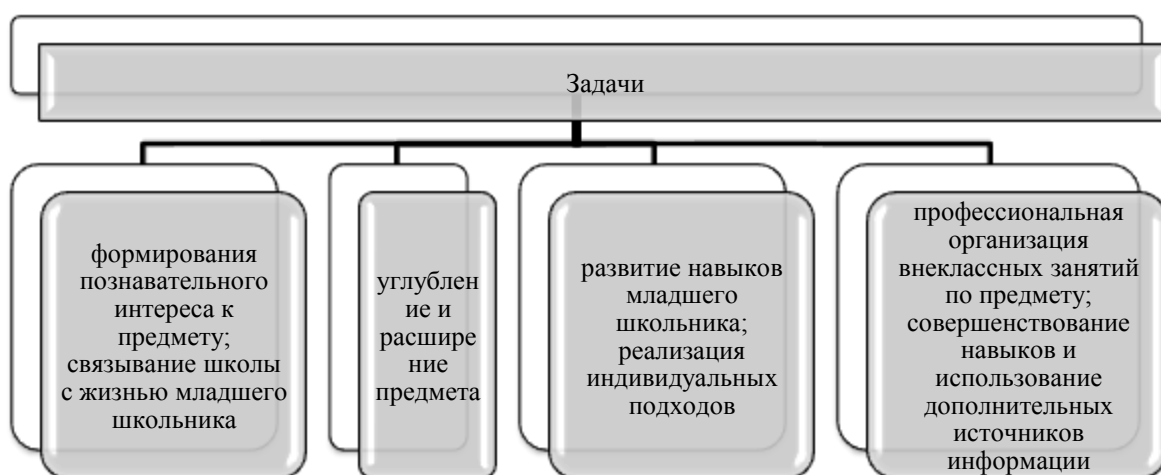 Задачи
формирования
познавательного
интереса к
предмету;
связывание школы
с жизнью младшего
школьника
углублен
ие и
расшире
ние
предмета
развитие навыков
младшего
школьника;
реализация
индивидуальных
подходов
профессиональная
организация
внеклассных занятий
по предмету;
совершенствование
навыков и
использование
дополнительных
источников
информации